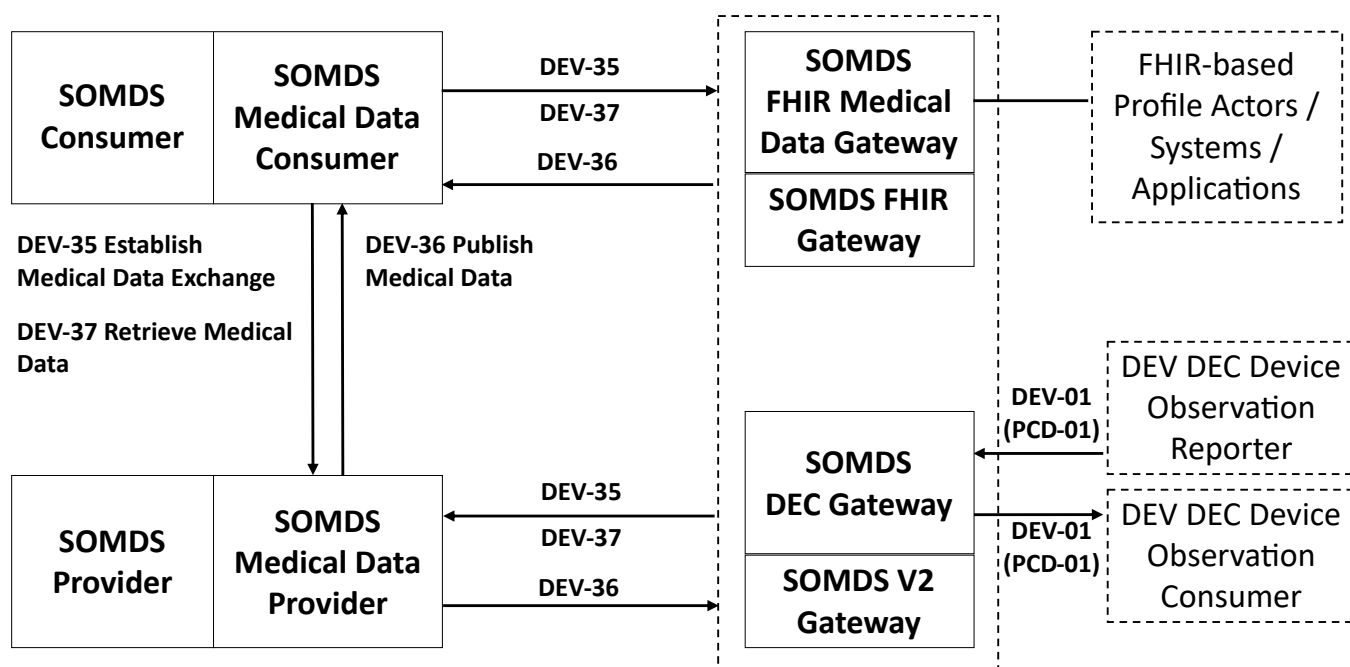 SOMDS
Consumer
SOMDS
Medical Data
Consumer
DEV-35
DEV-37
DEV-36
SOMDS
FHIR Medical
Data Gateway
SOMDS FHIR
Gateway
FHIR-based
Profile Actors /
Systems /
Applications
DEV-35 Establish
Medical Data Exchange
DEV-37 Retrieve Medical
Data
DEV-36 Publish
Medical Data
SOMDS
Provider
SOMDS
Medical Data
Provider
DEV-35
DEV-37
DEV-36
SOMDS
DEC Gateway
SOMDS V2
Gateway
DEV-01
(PCD-01)
DEV DEC Device
Observation
Reporter
DEV-01
(PCD-01)
DEV DEC Device
Observation
Consumer